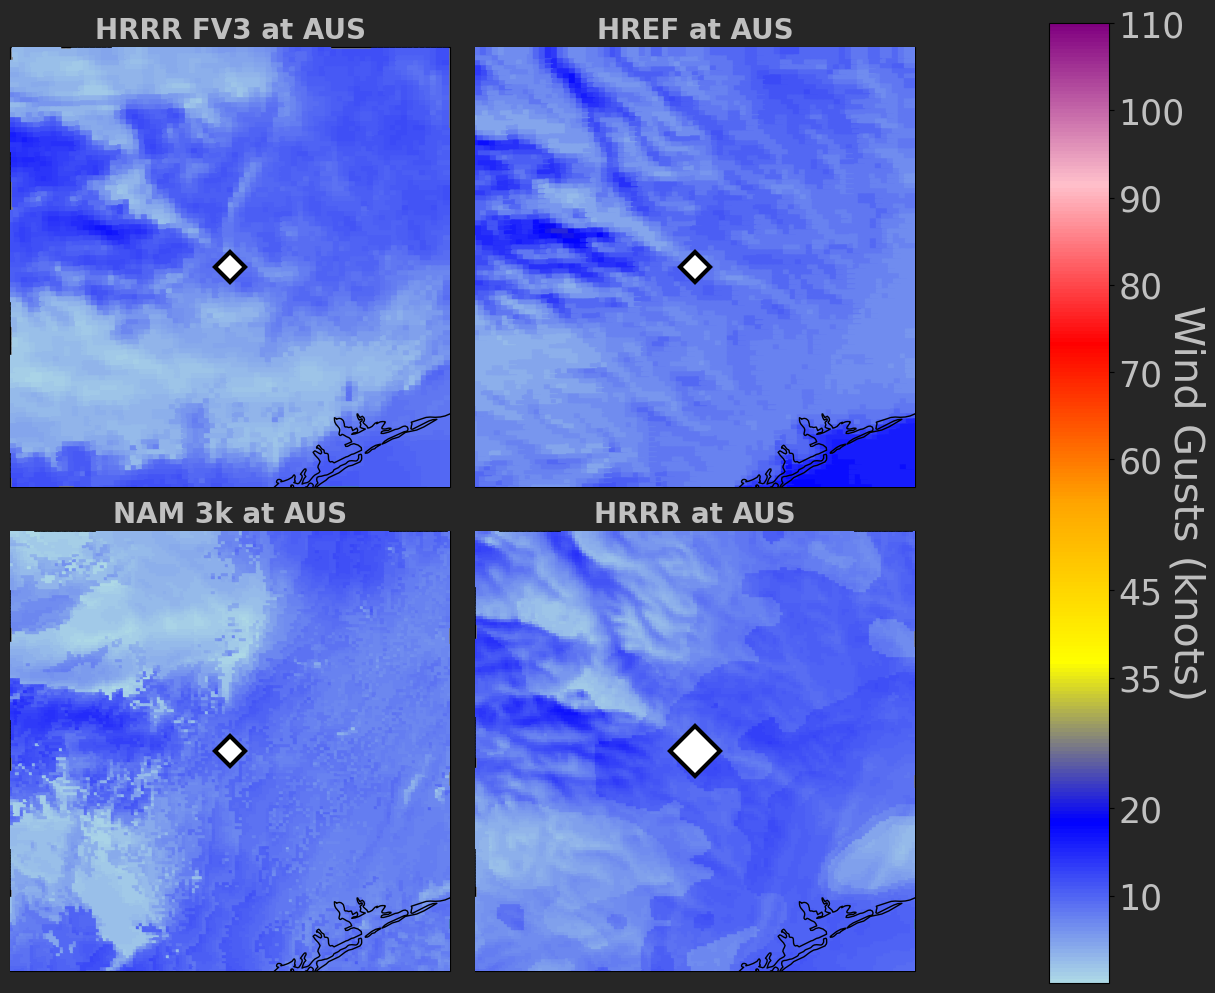 HRRR FV3 at AUS
HREF at AUS
NAM 3k at AUS
HRRR at AUS
110
100
90
80
70
60
45
35
20
10
Wind Gusts (knots)